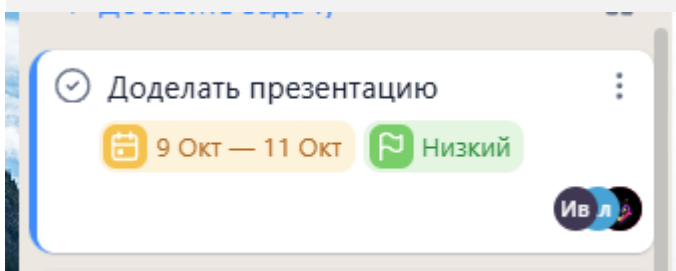 Доделать презентацию
9 Окт — 11 Окт
Низкий
Ив л